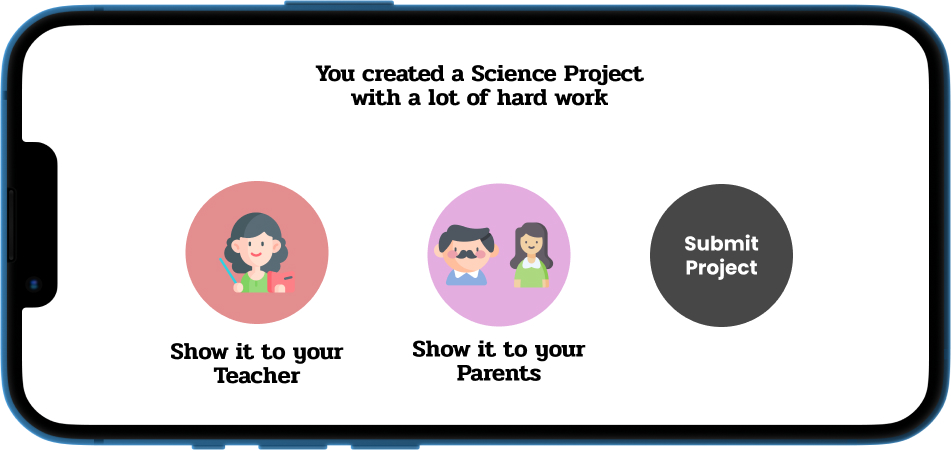 You created a Science Project
with a lot of hard work
Show it to your
Teacher
Show it to your
Parents
Submit
Project